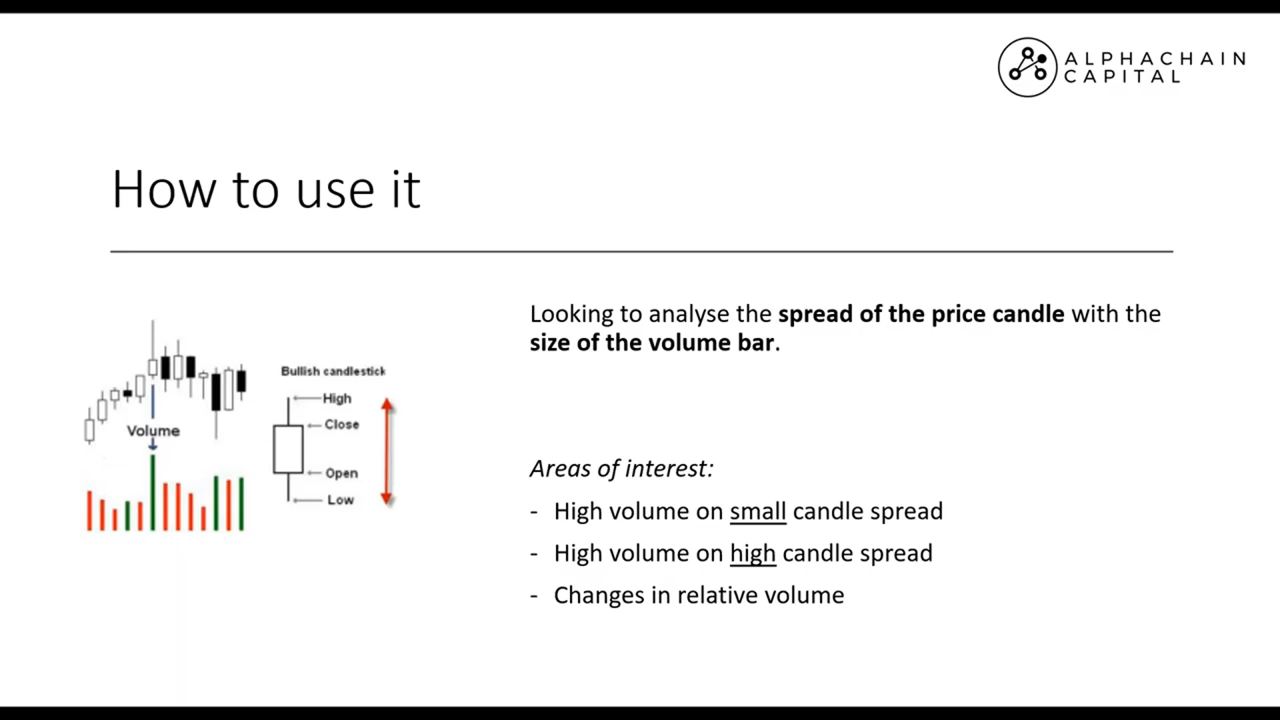 ALPHACHAIN
CAPITAL
How to use it
Looking to analyse the spread of the price candle with the
size of the volume bar.
Volume
Bullish candlestick
High
Close
Open
Low
Areas of interest:
- High volume on small candle spread
- High volume on high candle spread
- Changes in relative volume